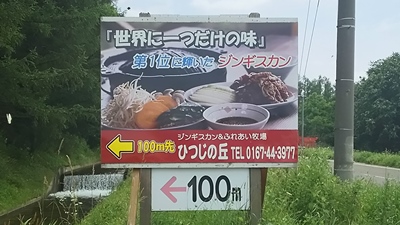 『世界に一つだけの味』
第1位に輝いたジンギスカン
ジンギスカン&ふれあい牧場
100m先 ひつじの丘 TEL 0167-44-3977
100m